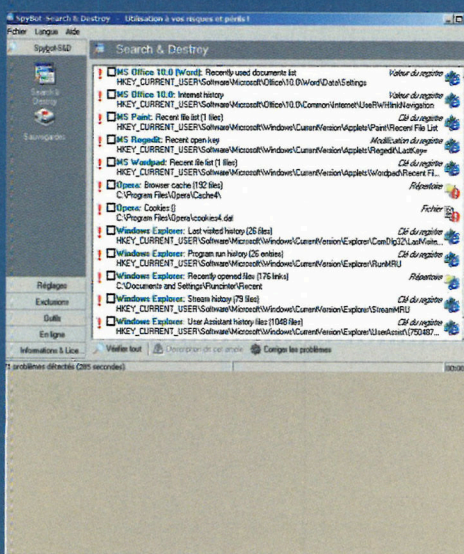 SpyBot-Search & Destroy - Utilisation à vos risques et périls !
Fichier Langue Aide
Spybot-S&D
Search & Destroy
Search & Destroy
Sauvegardes
Réglages
Exclusions
Outils
En ligne
Informations & Lice...
MS Office 10.0 (Word): Recently used documents list Valeur du registre
HKEY_CURRENT_USER\Software\Microsoft\Office\10.0\Word\Data\Settings
MS Office 10.0: Internet history Valeur du registre
HKEY_CURRENT_USER\Software\Microsoft\Office\10.0\Common\Internet\UseRWHlinkNavigation
MS Paint: Recent file list (1 files) Clé du registre
HKEY_CURRENT_USER\Software\Microsoft\Windows\CurrentVersion\Applets\Paint\Recent File List
MS Regedit: Recent open key Modification du registre
HKEY_CURRENT_USER\Software\Microsoft\Windows\CurrentVersion\Applets\Regedit\LastKey=
MS Wordpad: Recent file list (1 files) Clé du registre
HKEY_CURRENT_USER\Software\Microsoft\Windows\CurrentVersion\Applets\Wordpad\Recent Fi...
Opera: Browser cache (192 files) Répertoire
C:\Program Files\Opera\Cache4\
Opera: Cookies () Fichier
C:\Program Files\Opera\cookies4.dat
Windows Explorer: Last visited history (26 files) Clé du registre
HKEY_CURRENT_USER\Software\Microsoft\Windows\CurrentVersion\Explorer\ComDlg32\LastVisite...
Windows Explorer: Program run history (26 entries) Clé du registre
HKEY_CURRENT_USER\Software\Microsoft\Windows\CurrentVersion\Explorer\RunMRU
Windows Explorer: Recently opened files (176 links) Répertoire
C:\Documents and Settings\Runcinter\Recent
Windows Explorer: Stream history (79 files) Clé du registre
HKEY_CURRENT_USER\Software\Microsoft\Windows\CurrentVersion\Explorer\StreamMRU
Windows Explorer: User Assistant history files (1048 files) Clé du registre
HKEY_CURRENT_USER\Software\Microsoft\Windows\CurrentVersion\Explorer\UserAssist\{750487...
Vérifier tout Description de cet article Corriger les problèmes
1 problèmes détectés (285 secondes) 00:00